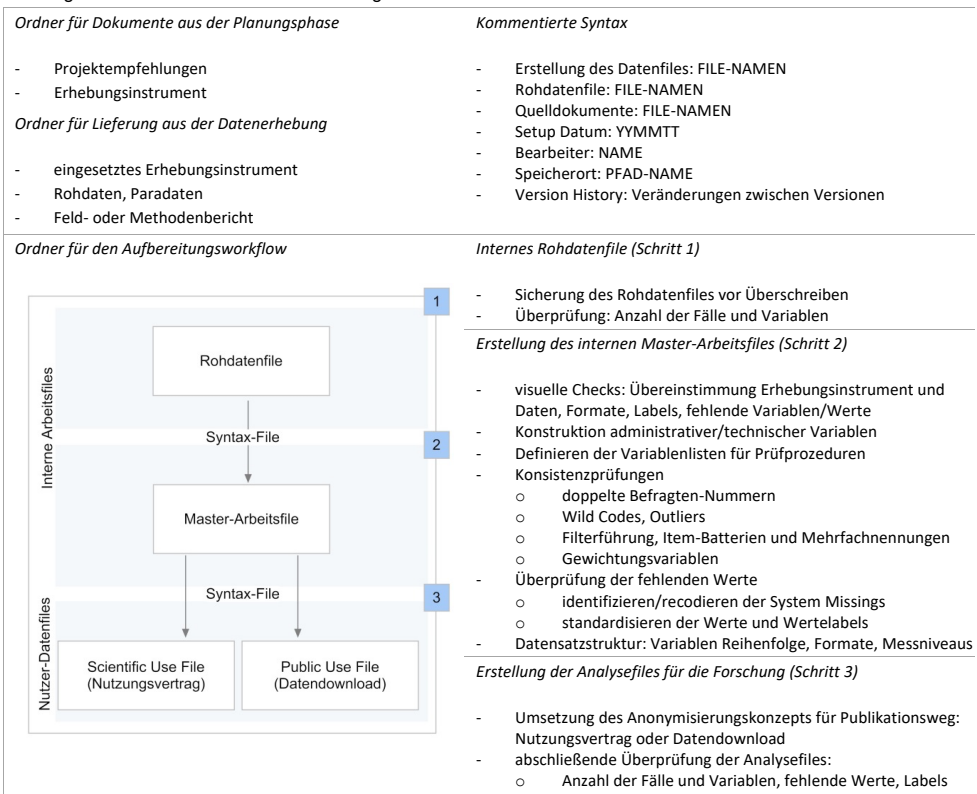 Ordner für Dokumente aus der Planungsphase
- Projektempfehlungen
- Erhebungsinstrument
Ordner für Lieferung aus der Datenerhebung
- eingesetztes Erhebungsinstrument
- Rohdaten, Paradaten
- Feld- oder Methodenbericht
Kommentierte Syntax
- Erstellung des Datenfiles: FILE-NAMEN
- Rohdatenfile: FILE-NAMEN
- Quelldokumente: FILE-NAMEN
- Setup Datum: YYMMTT
- Bearbeiter: NAME
- Speicherort: PFAD-NAME
- Version History: Veränderungen zwischen Versionen
Ordner für den Aufbereitungsworkflow
Interne Arbeitsfiles
1
Rohdatenfile
Syntax-File
2
Master-Arbeitsfile
Nutzer-Datenfiles
Syntax-File
3
Scientific Use File
(Nutzungsvertrag)
Public Use File
(Datendownload)
Internes Rohdatenfile (Schritt 1)
- Sicherung des Rohdatenfiles vor Überschreiben
- Überprüfung: Anzahl der Fälle und Variablen
Erstellung des internen Master-Arbeitsfiles (Schritt 2)
- visuelle Checks: Übereinstimmung Erhebungsinstrument und
Daten, Formate, Labels, fehlende Variablen/Werte
- Konstruktion administrativer/technischer Variablen
- Definieren der Variablenlisten für Prüfprozeduren
- Konsistenzprüfungen
o doppelte Befragten-Nummern
o Wild Codes, Outliers
o Filterführung, Item-Batterien und Mehrfachnennungen
o Gewichtungsvariablen
- Überprüfung der fehlenden Werte
o identifizieren/recodieren der System Missings
o standardisieren der Werte und Wertelabels
- Datensatzstruktur: Variablen Reihenfolge, Formate, Messniveaus
Erstellung der Analysefiles für die Forschung (Schritt 3)
- Umsetzung des Anonymisierungskonzepts für Publikationsweg:
Nutzungsvertrag oder Datendownload
- abschließende Überprüfung der Analysefiles:
o Anzahl der Fälle und Variablen, fehlende Werte, Labels